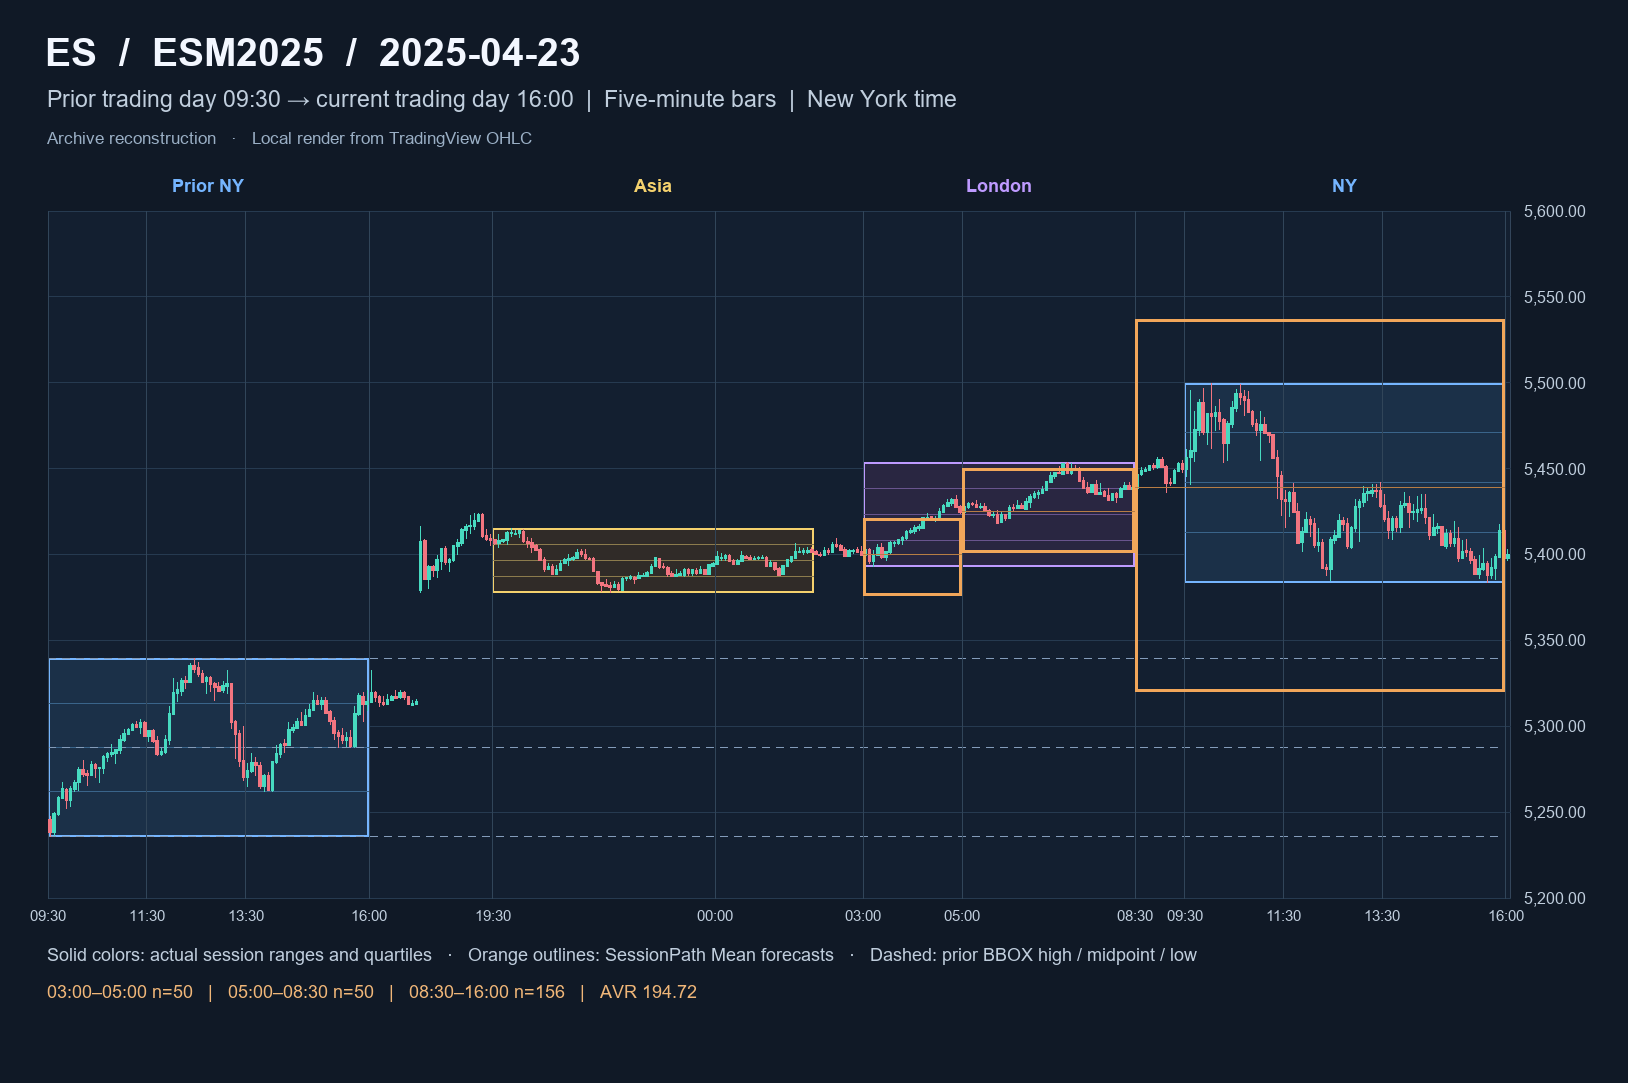 ES / ESM2025 / 2025-04-23
Prior trading day 09:30 → current trading day 16:00 | Five-minute bars | New York time
Archive reconstruction · Local render from TradingView OHLC
Prior NY Asia London NY
5,600.00
5,550.00
5,500.00
5,450.00
5,400.00
5,350.00
5,300.00
5,250.00
5,200.00
09:30 11:30 13:30 16:00 19:30 00:00 03:00 05:00 08:30 09:30 11:30 13:30 16:00
Solid colors: actual session ranges and quartiles · Orange outlines: SessionPath Mean forecasts · Dashed: prior BBOX high / midpoint / low
03:00–05:00 n=50 | 05:00–08:30 n=50 | 08:30–16:00 n=156 | AVR 194.72